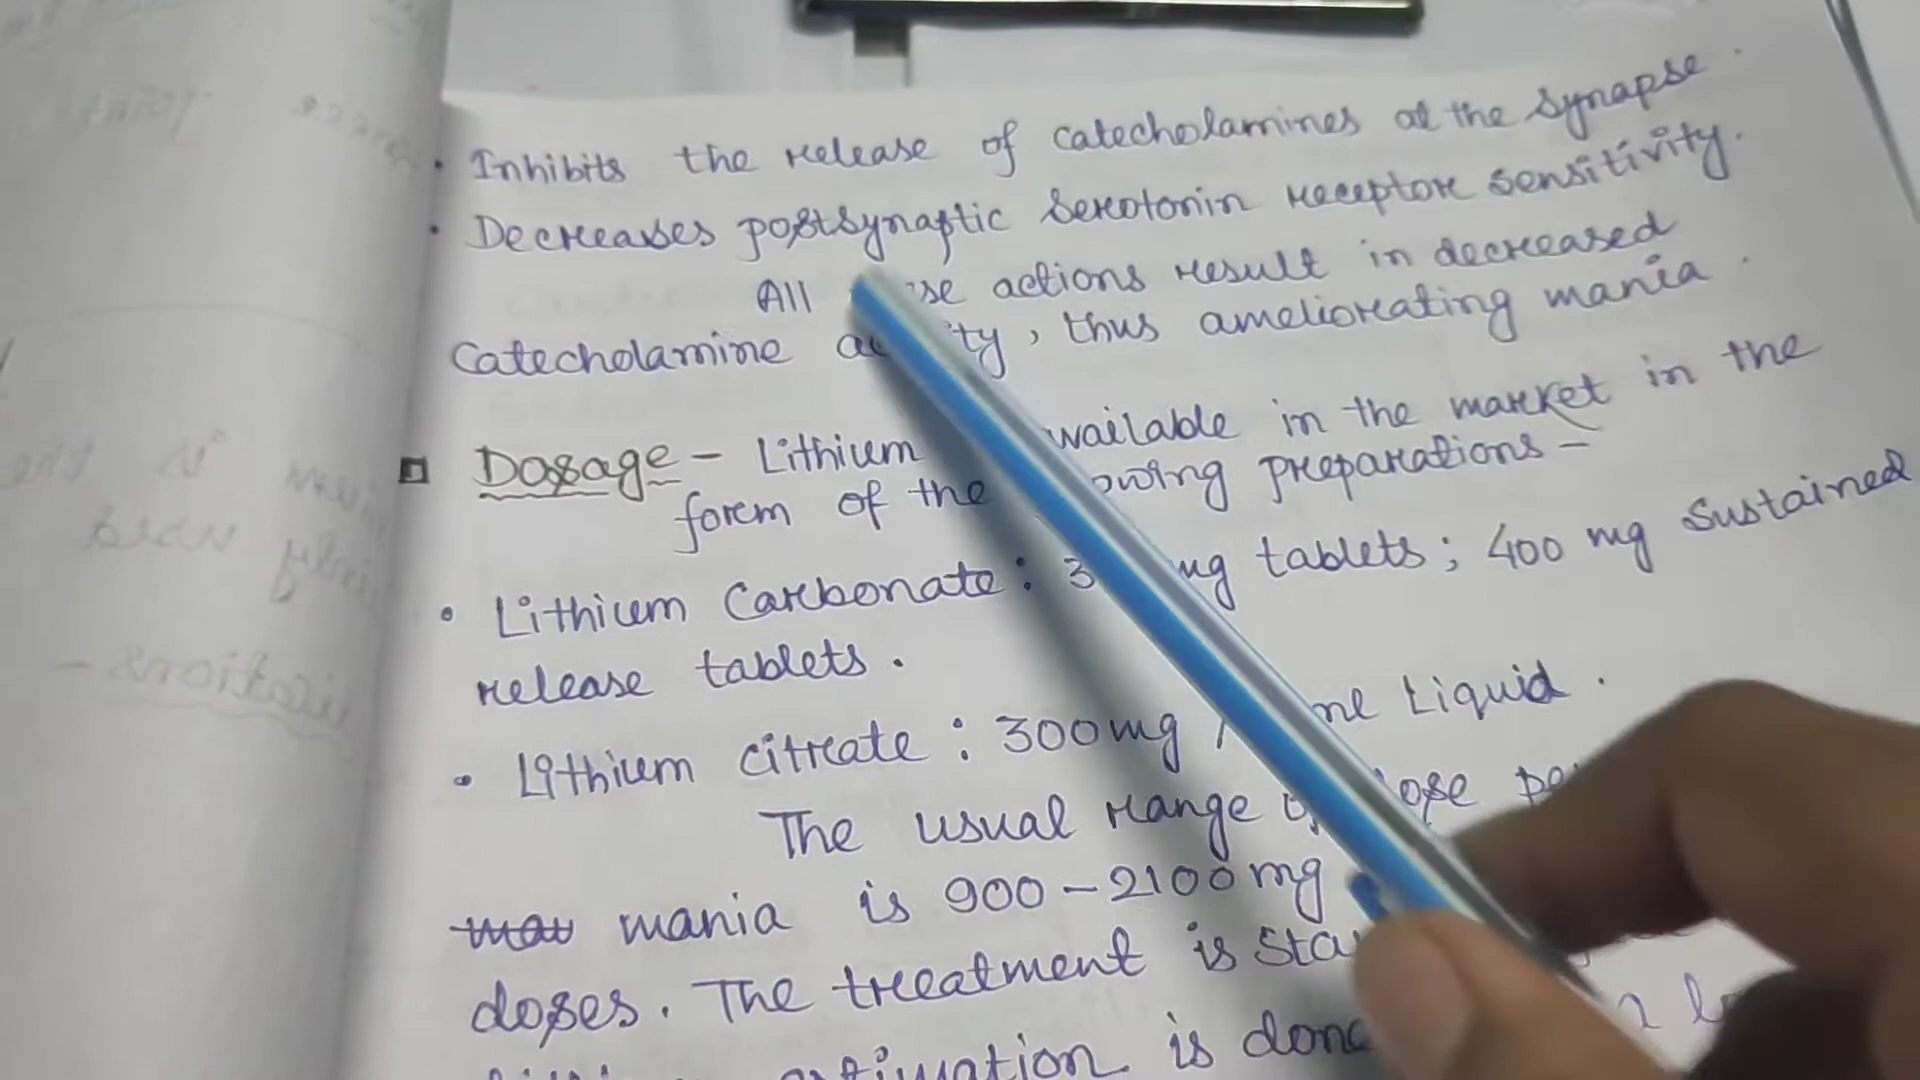 • Inhibits the release of catecholamines at the synapse.
• Decreases postsynaptic serotonin receptor sensitivity.
All actions result in decreased
catecholamine, thus ameliorating mania.
Dosage - Lithium available in the market in the
form of the preparations -
• Lithium Carbonate: mg tablets; 400 mg Sustained
release tablets.
• Lithium citrate : 300mg / Liquid.
The usual range
mau mania is 900-2100mg
doses. The treatment is
is